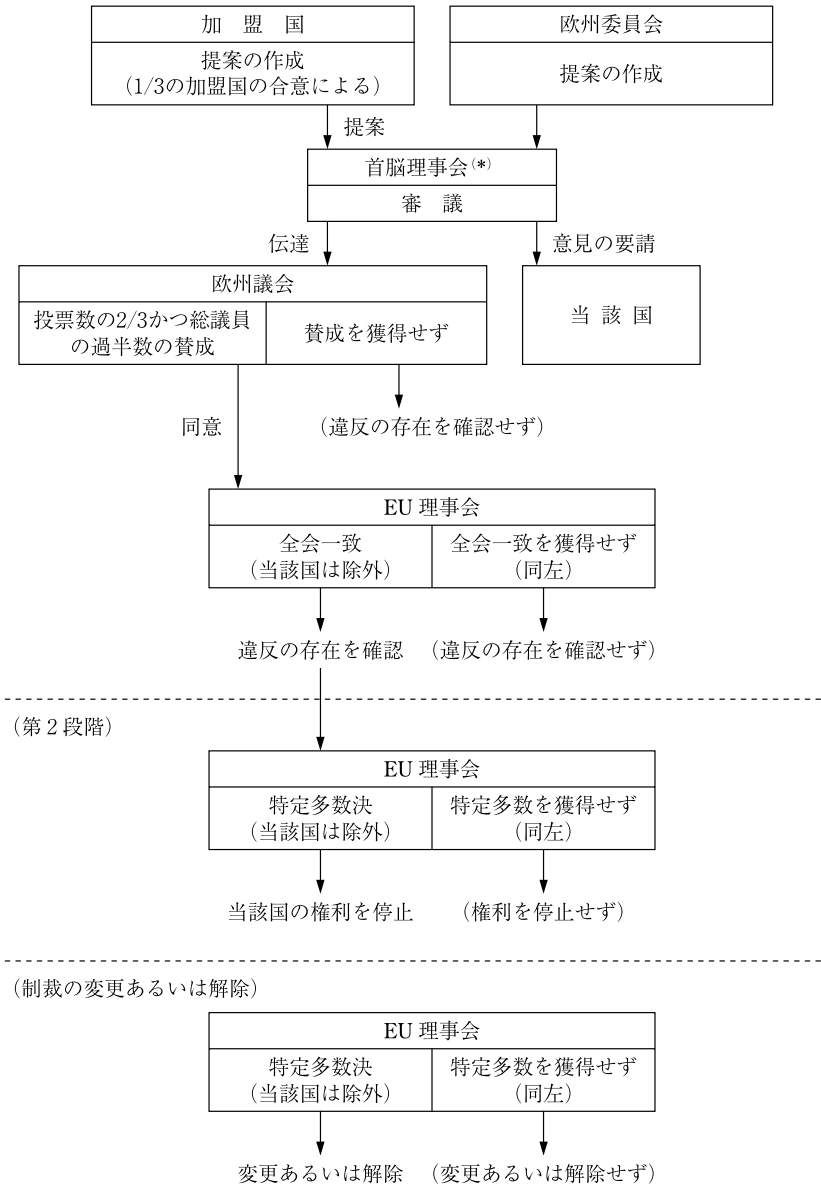 加　盟　国
提案の作成
（1/3の加盟国の合意による）
欧州委員会
提案の作成
提案
首脳理事会(*)
審　議
伝達
意見の要請
欧州議会
投票数の2/3かつ総議員
の過半数の賛成
賛成を獲得せず
当　該　国
同意
（違反の存在を確認せず）
EU 理事会
全会一致
（当該国は除外）
全会一致を獲得せず
（同左）
違反の存在を確認
（違反の存在を確認せず）
（第２段階）
EU 理事会
特定多数決
（当該国は除外）
特定多数を獲得せず
（同左）
当該国の権利を停止
（権利を停止せず）
（制裁の変更あるいは解除）
EU 理事会
特定多数決
（当該国は除外）
特定多数を獲得せず
（同左）
変更あるいは解除
（変更あるいは解除せず）